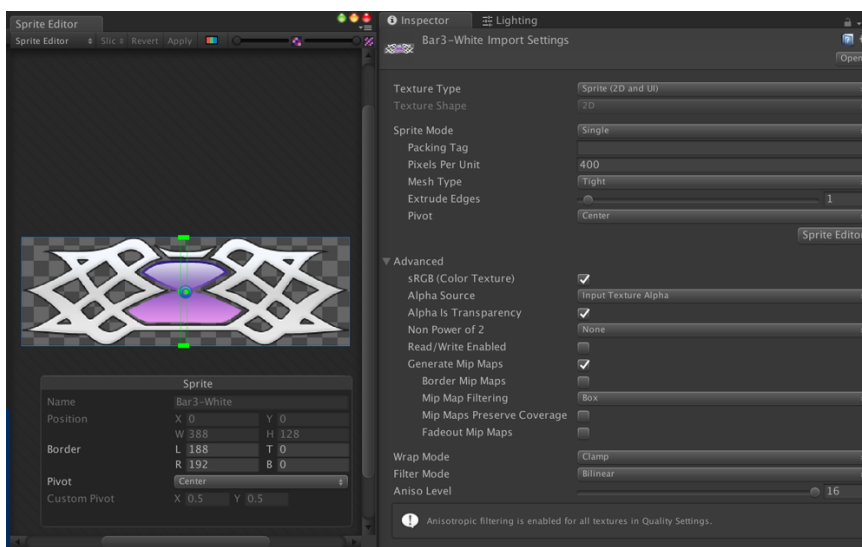 Sprite Editor
Sprite Editor Slic Revert Apply
Sprite
Name Bar3-White
Position X 0 Y 0
W 388 H 128
Border L 188 T 0
R 192 B 0
Pivot Center
Custom Pivot X 0.5 Y 0.5
Inspector Lighting
Bar3-White Import Settings
Open
Texture Type Sprite (2D and UI)
Texture Shape 2D
Sprite Mode Single
Packing Tag
Pixels Per Unit 400
Mesh Type Tight
Extrude Edges 1
Pivot Center
Sprite Editor
Advanced
sRGB (Color Texture)
Alpha Source Input Texture Alpha
Alpha Is Transparency
Non Power of 2 None
Read/Write Enabled
Generate Mip Maps
Border Mip Maps
Mip Map Filtering Box
Mip Maps Preserve Coverage
Fadeout Mip Maps
Wrap Mode Clamp
Filter Mode Bilinear
Aniso Level 16
Anisotropic filtering is enabled for all textures in Quality Settings.